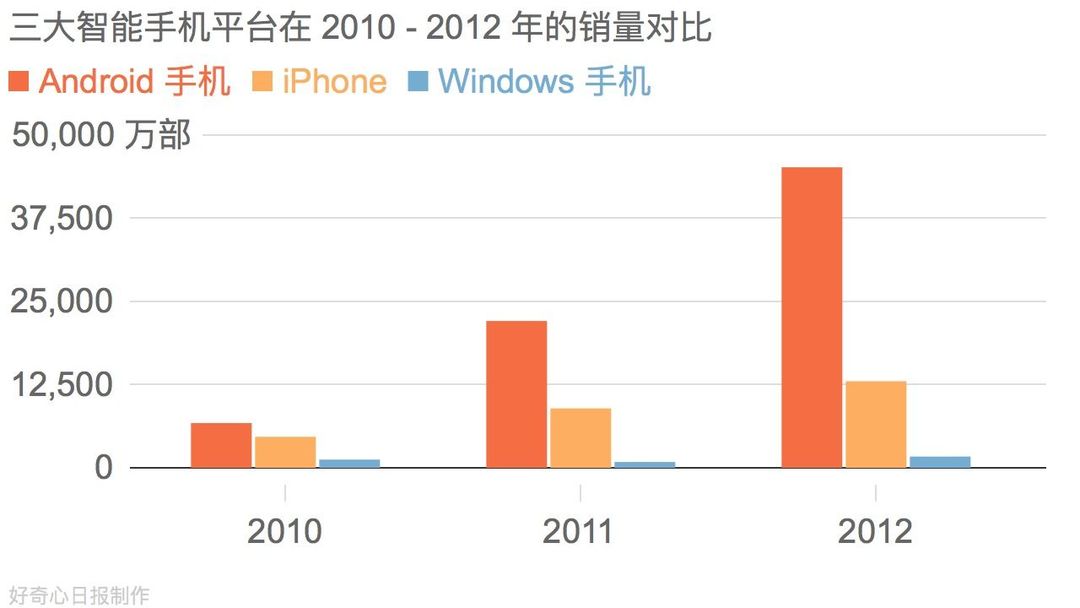 三大智能手机平台在 2010 - 2012 年的销量对比
Android 手机 iPhone Windows 手机
50,000 万部
37,500
25,000
12,500
0
2010 2011 2012
好奇心日报制作